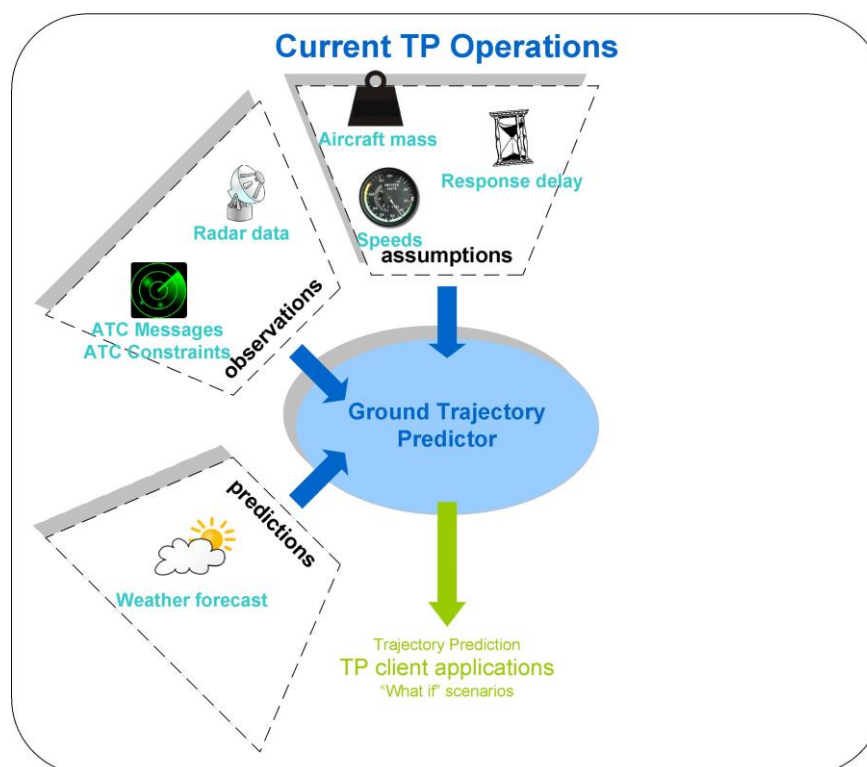 Current TP Operations
Aircraft mass
Response delay
Speeds
assumptions
Radar data
ATC Messages
ATC Constraints
observations
Ground Trajectory
Predictor
predictions
Weather forecast
Trajectory Prediction
TP client applications
“What if” scenarios